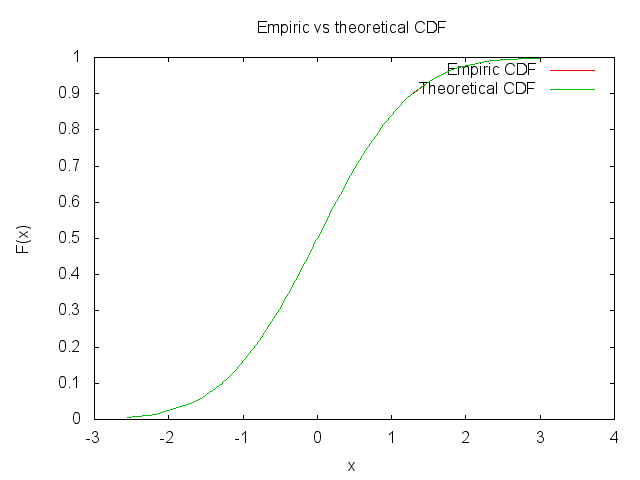 Empiric vs theoretical CDF
1
0.9
0.8
0.7
0.6
0.5
0.4
0.3
0.2
0.1
0
F(x)
Empiric CDF
Theoretical CDF
-3 -2 -1 0 1 2 3 4
x